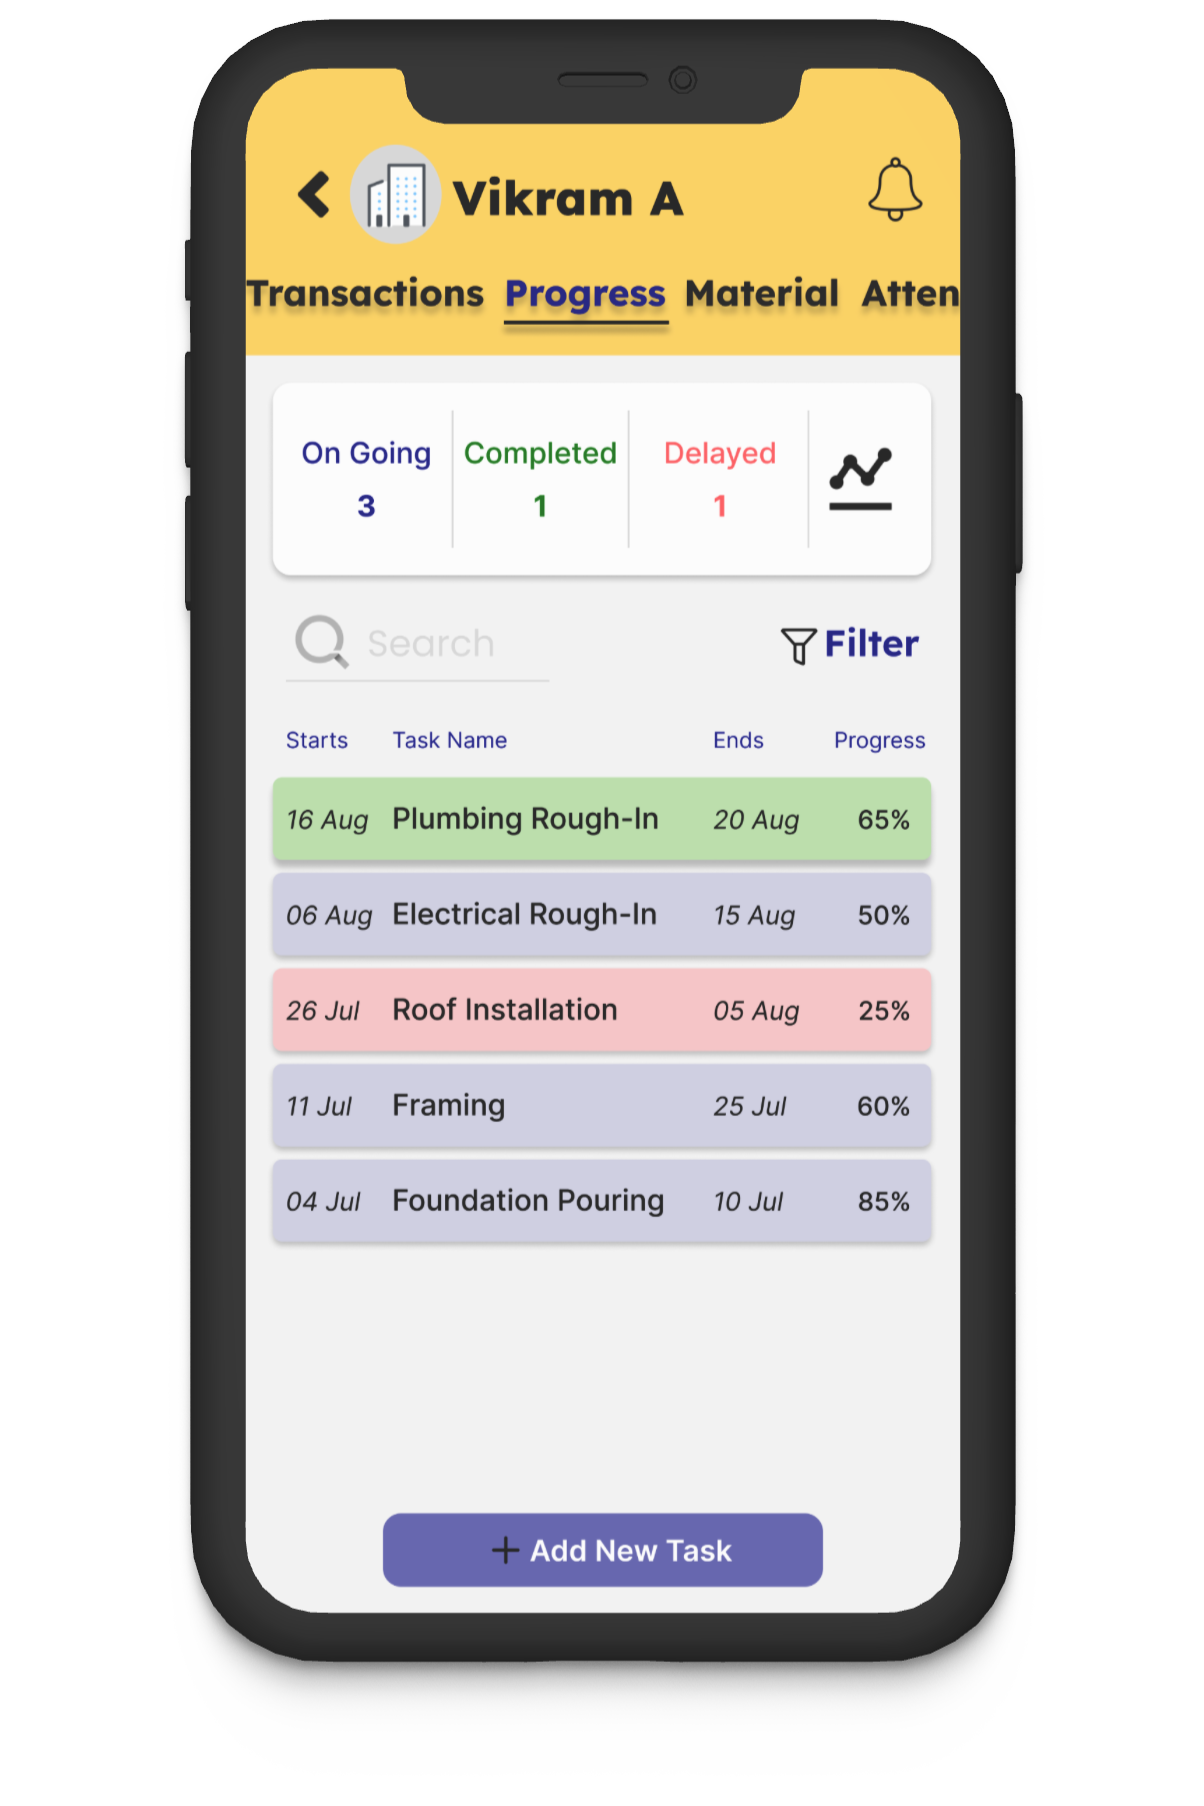 Vikram A
Transactions Progress Material Atten
On Going Completed Delayed
3 1 1
Search Filter
Starts Task Name Ends Progress
16 Aug Plumbing Rough-In 20 Aug 65%
06 Aug Electrical Rough-In 15 Aug 50%
26 Jul Roof Installation 05 Aug 25%
11 Jul Framing 25 Jul 60%
04 Jul Foundation Pouring 10 Jul 85%
+ Add New Task